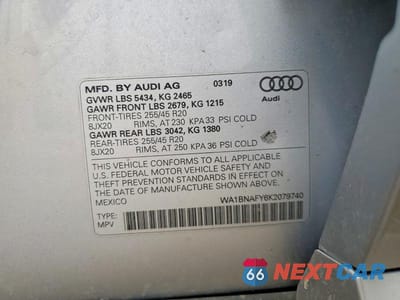 MFD. BY AUDI AG 0319
GVWR LBS 5434, KG 2465
GAWR FRONT LBS 2679, KG 1215
FRONT-TIRES 255/45 R20
8JX20 RIMS, AT 230 KPA 33 PSI COLD
GAWR REAR LBS 3042, KG 1380
REAR-TIRES 255/45 R20
8JX20 RIMS, AT 250 KPA 36 PSI COLD
Audi
THIS VEHICLE CONFORMS TO ALL APPLICABLE
U.S. FEDERAL MOTOR VEHICLE SAFETY AND
THEFT PREVENTION STANDARDS IN EFFECT ON
THE DATE OF MANUFACTURE SHOWN ABOVE.
MEXICO WA1BNAFY6K2079740
TYPE:
MPV
66 NEXTCAR